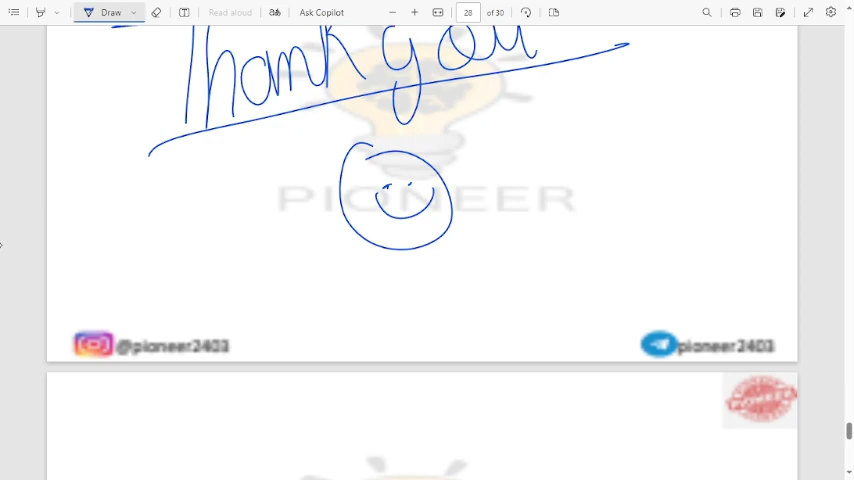 Draw
Read aloud
Ask Copilot
28 of 30
Thank you
PIONEER
@pioneer2403
pioneer2403